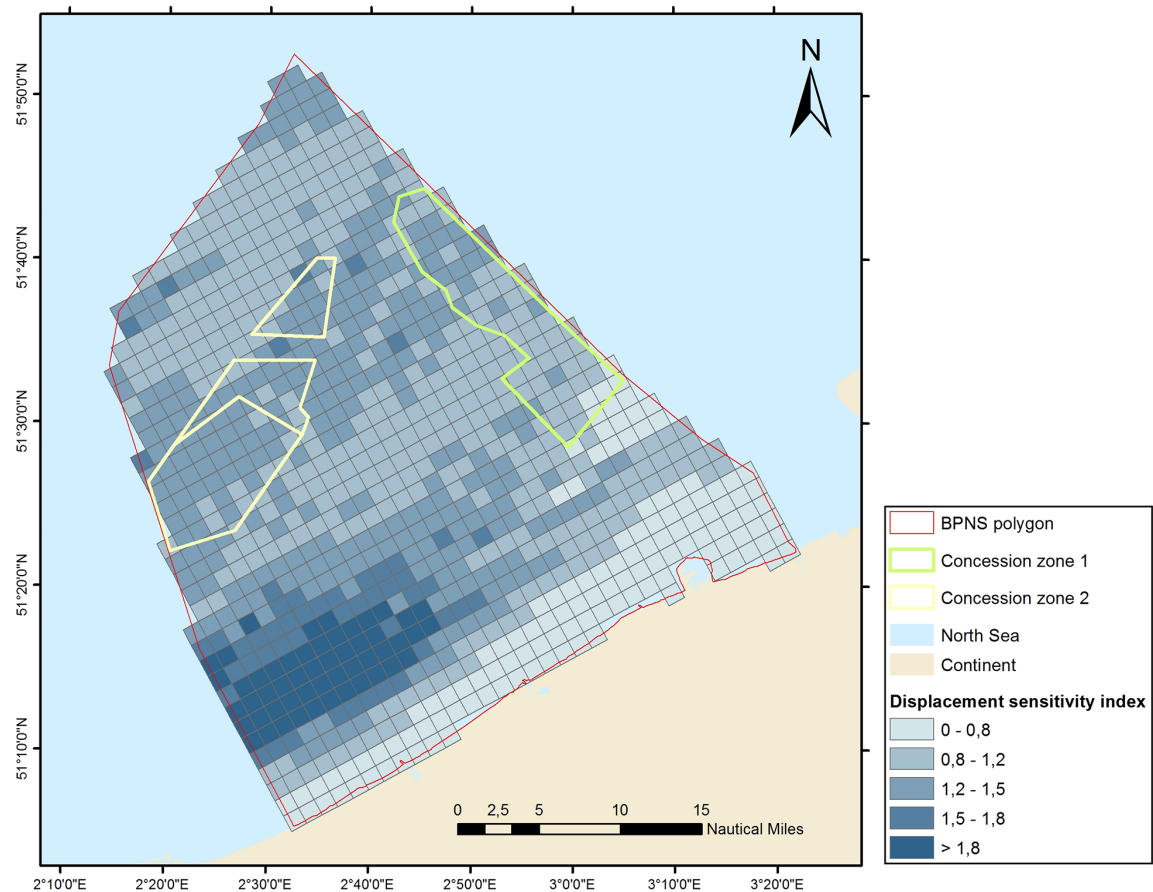 N
51°50'0"N
51°40'0"N
51°30'0"N
51°20'0"N
51°10'0"N
0 2,5 5 10 15
Nautical Miles
2°10'0"E 2°20'0"E 2°30'0"E 2°40'0"E 2°50'0"E 3°00'0"E 3°10'0"E 3°20'0"E
BPNS polygon
Concession zone 1
Concession zone 2
North Sea
Continent
Displacement sensitivity index
0 - 0,8
0,8 - 1,2
1,2 - 1,5
1,5 - 1,8
> 1,8